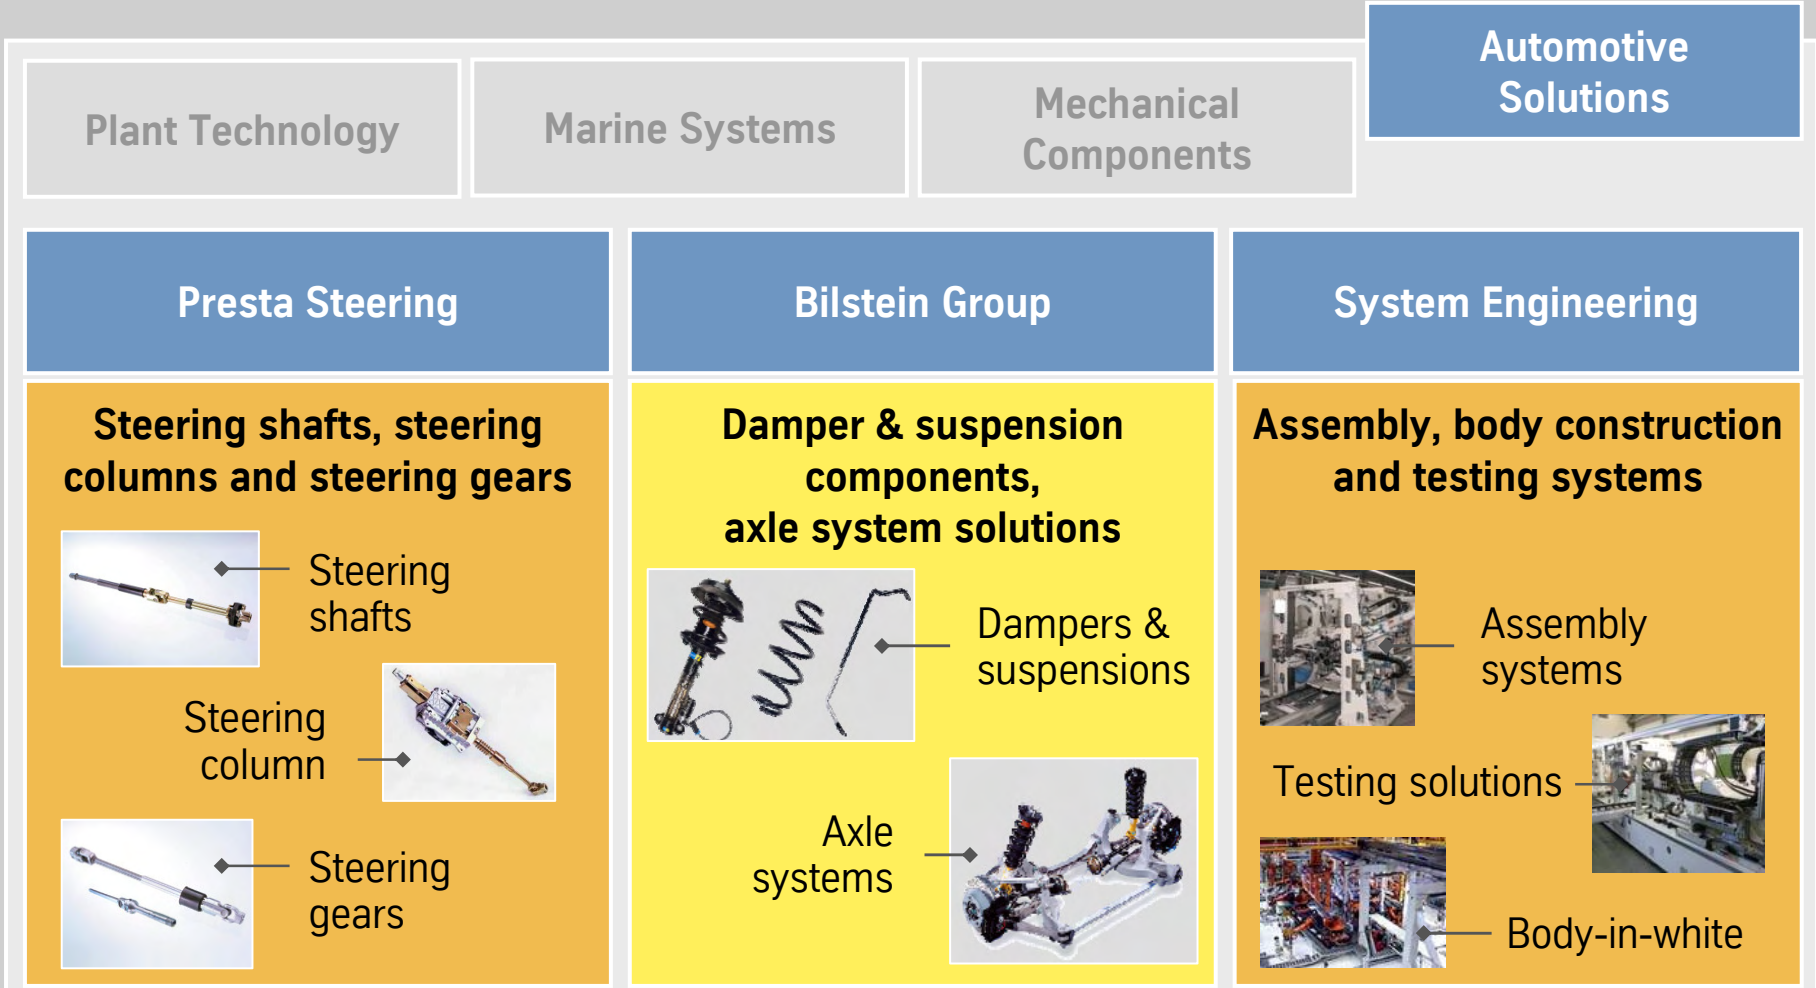 Automotive
Solutions
Plant Technology
Marine Systems
Mechanical
Components
Presta Steering
Bilstein Group
System Engineering
Steering shafts, steering
columns and steering gears
Steering
shafts
Steering
column
Steering
gears
Damper & suspension
components,
axle system solutions
Dampers &
suspensions
Axle
systems
Assembly, body construction
and testing systems
Assembly
systems
Testing solutions
Body-in-white